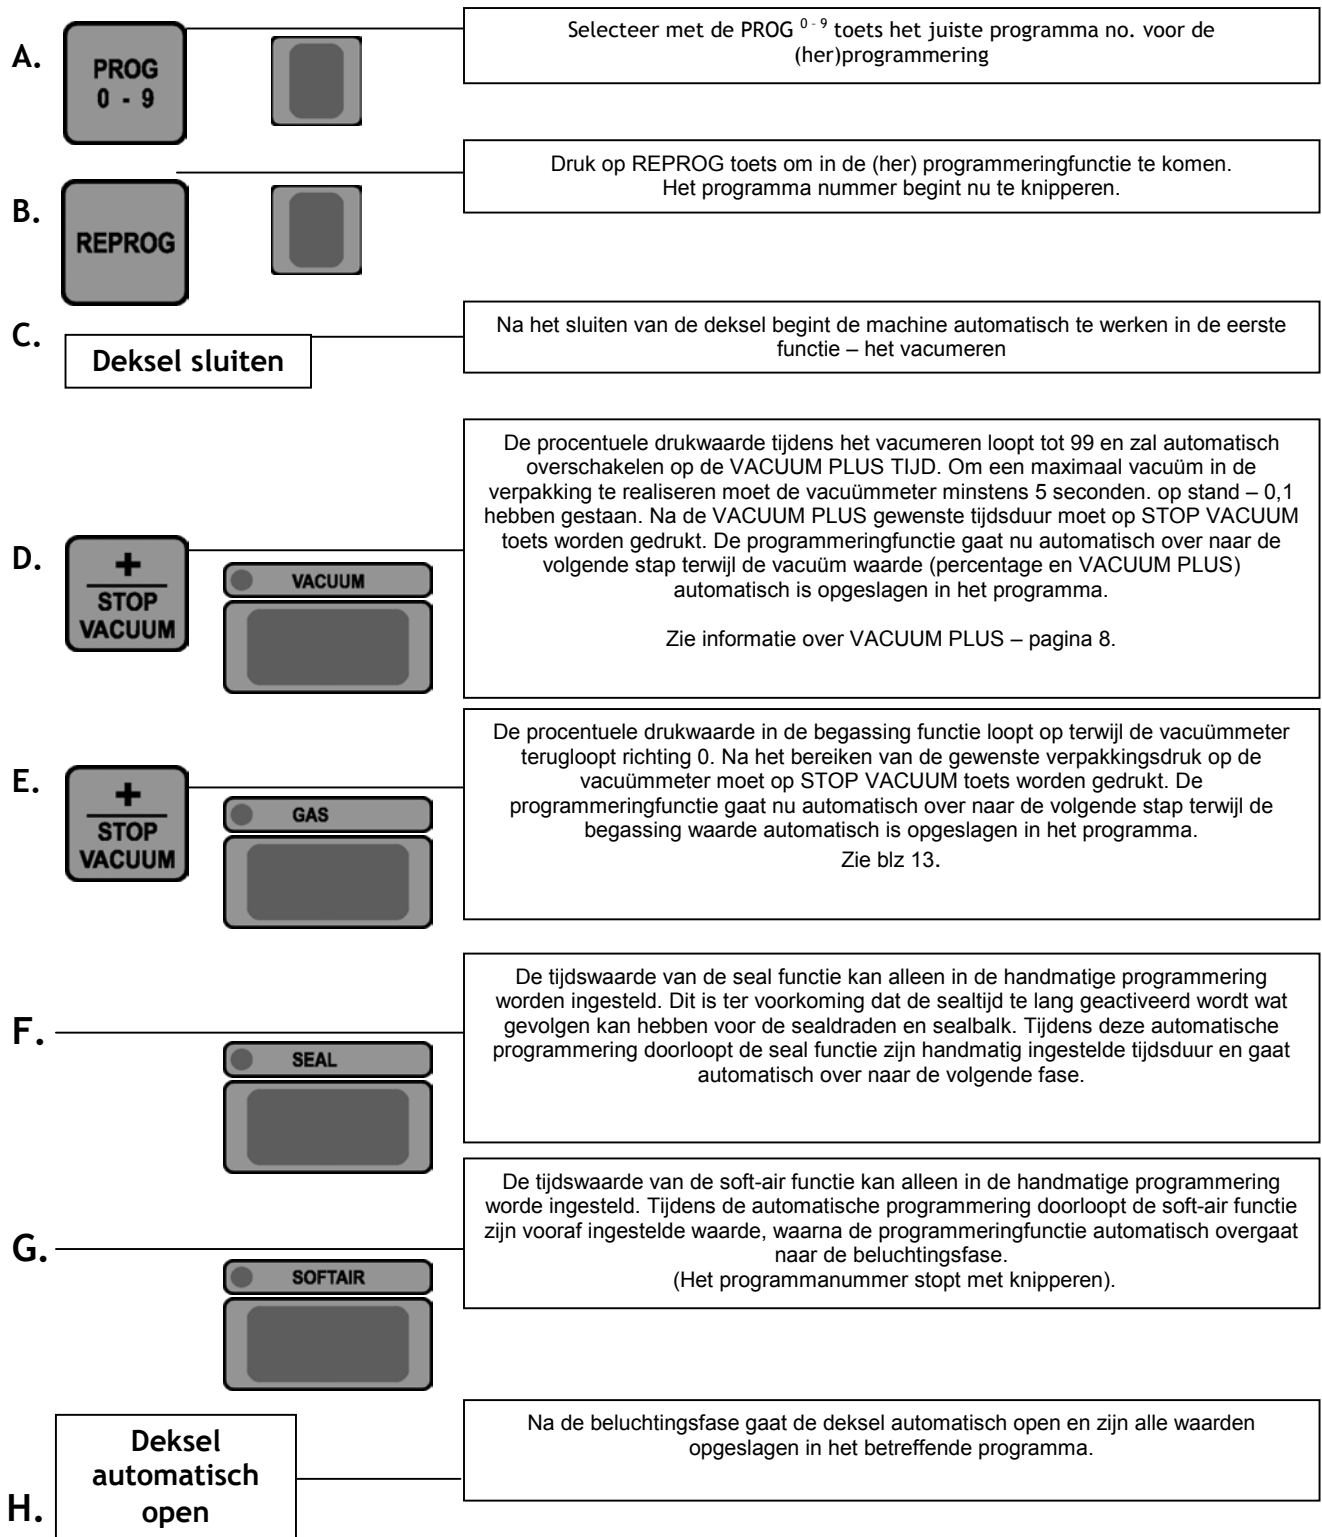 A.
PROG
0 - 9
Selecteer met de PROG 0 - 9 toets het juiste programma no. voor de
(her)programmering
B.
REPROG
Druk op REPROG toets om in de (her) programmeringfunctie te komen.
Het programma nummer begint nu te knipperen.
C.
Deksel sluiten
Na het sluiten van de deksel begint de machine automatisch te werken in de eerste
functie – het vacumeren
D.
+
STOP
VACUUM
VACUUM
De procentuele drukwaarde tijdens het vacumeren loopt tot 99 en zal automatisch
overschakelen op de VACUUM PLUS TIJD. Om een maximaal vacuüm in de
verpakking te realiseren moet de vacuümmeter minstens 5 seconden. op stand – 0,1
hebben gestaan. Na de VACUUM PLUS gewenste tijdsduur moet op STOP VACUUM
toets worden gedrukt. De programmeringfunctie gaat nu automatisch over naar de
volgende stap terwijl de vacuüm waarde (percentage en VACUUM PLUS)
automatisch is opgeslagen in het programma.
Zie informatie over VACUUM PLUS – pagina 8.
E.
+
STOP
VACUUM
GAS
De procentuele drukwaarde in de begassing functie loopt op terwijl de vacuümmeter
terugloopt richting 0. Na het bereiken van de gewenste verpakkingsdruk op de
vacuümmeter moet op STOP VACUUM toets worden gedrukt. De
programmeringfunctie gaat nu automatisch over naar de volgende stap terwijl de
begassing waarde automatisch is opgeslagen in het programma.
Zie blz 13.
F.
SEAL
De tijdswaarde van de seal functie kan alleen in de handmatige programmering
worden ingesteld. Dit is ter voorkoming dat de sealtijd te lang geactiveerd wordt wat
gevolgen kan hebben voor de sealdraden en sealbalk. Tijdens deze automatische
programmering doorloopt de seal functie zijn handmatig ingestelde tijdsduur en gaat
automatisch over naar de volgende fase.
G.
SOFTAIR
De tijdswaarde van de soft-air functie kan alleen in de handmatige programmering
worde ingesteld. Tijdens de automatische programmering doorloopt de soft-air functie
zijn vooraf ingestelde waarde, waarna de programmeringfunctie automatisch overgaat
naar de beluchtingsfase.
(Het programmanummer stopt met knipperen).
H.
Deksel
automatisch
open
Na de beluchtingsfase gaat de deksel automatisch open en zijn alle waarden
opgeslagen in het betreffende programma.